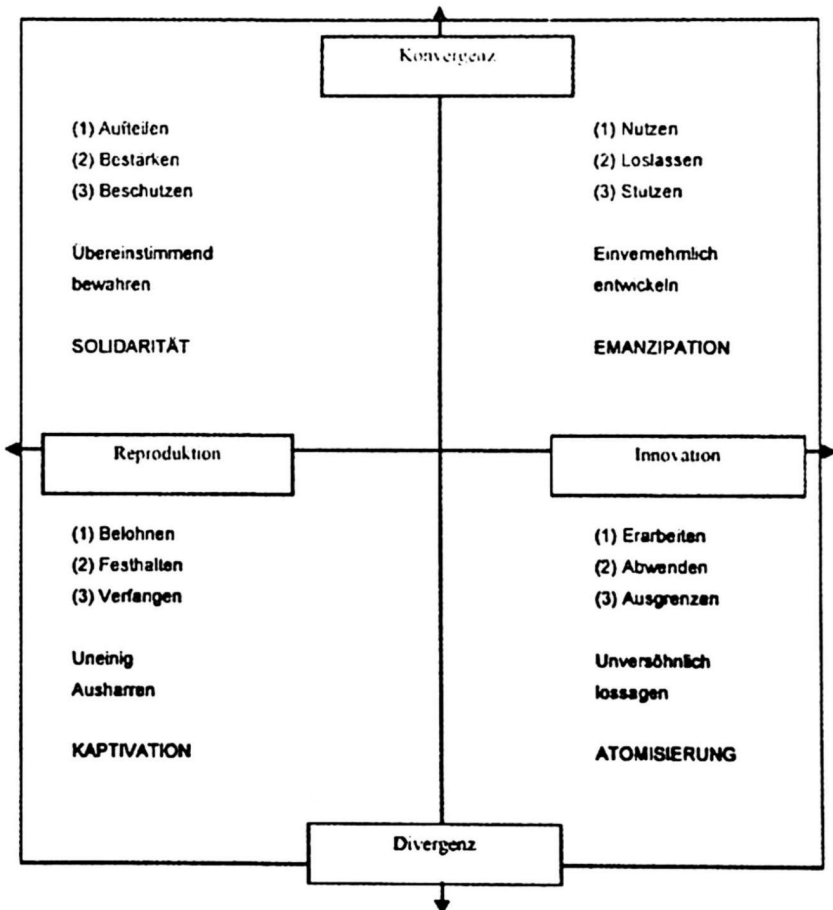 Konvergenz
(1) Aufteilen
(2) Bestärken
(3) Beschutzen
Übereinstimmend
bewahren
SOLIDARITÄT
(1) Nutzen
(2) Loslassen
(3) Stutzen
Einvernehmlich
entwickeln
EMANZIPATION
Reproduktion
Innovation
(1) Belohnen
(2) Festhalten
(3) Verfangen
Uneinig
Ausharren
KAPTIVATION
(1) Erarbeiten
(2) Abwenden
(3) Ausgrenzen
Unversöhnlich
lossagen
ATOMISIERUNG
Divergenz